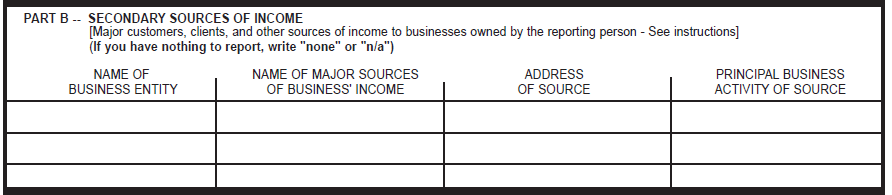 PART B -- SECONDARY SOURCES OF INCOME
[Major customers, clients, and other sources of income to businesses owned by the reporting person - See instructions]
(If you have nothing to report, write "none" or "n/a")
NAME OF BUSINESS ENTITY
NAME OF MAJOR SOURCES OF BUSINESS' INCOME
ADDRESS OF SOURCE
PRINCIPAL BUSINESS ACTIVITY OF SOURCE